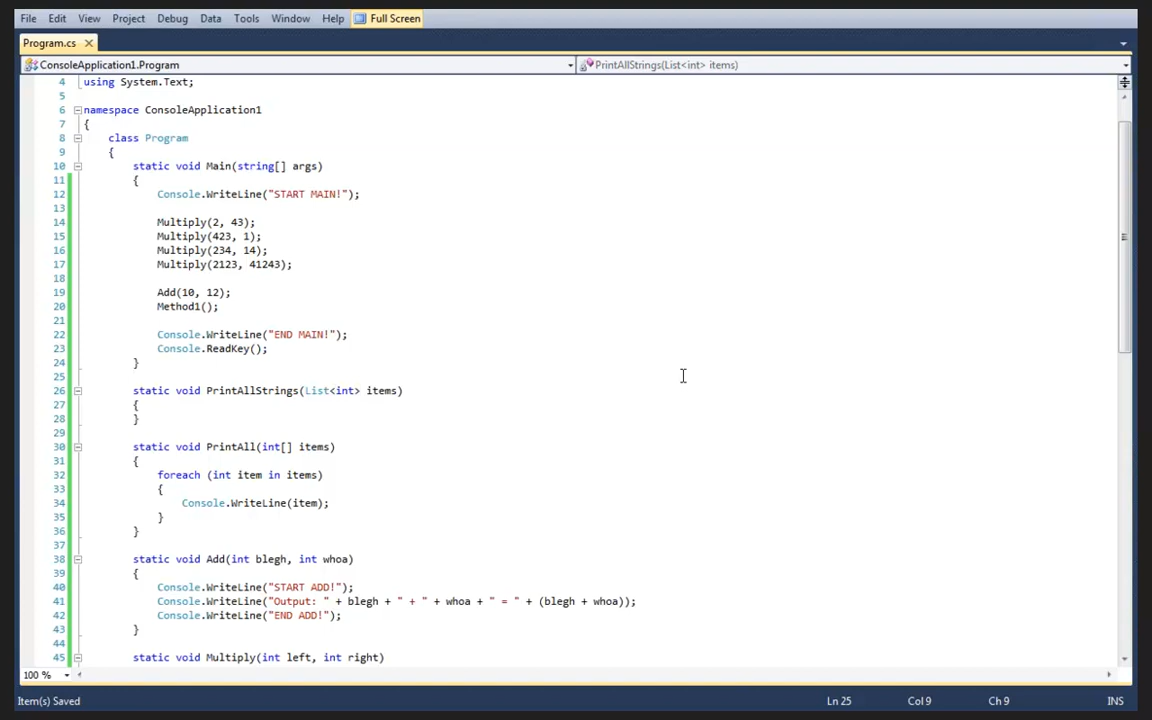 File Edit View Project Debug Data Tools Window Help Full Screen
Program.cs
ConsoleApplication1.Program PrintAllStrings(List<int> items)
4 using System.Text;
5
6 namespace ConsoleApplication1
7 {
8 class Program
9 {
10 static void Main(string[] args)
11 {
12 Console.WriteLine("START MAIN!");
13
14 Multiply(2, 43);
15 Multiply(423, 1);
16 Multiply(234, 14);
17 Multiply(2123, 41243);
18
19 Add(10, 12);
20 Method1();
21
22 Console.WriteLine("END MAIN!");
23 Console.ReadKey();
24 }
25
26 static void PrintAllStrings(List<int> items)
27 {
28 }
29
30 static void PrintAll(int[] items)
31 {
32 foreach (int item in items)
33 {
34 Console.WriteLine(item);
35 }
36 }
37
38 static void Add(int blegh, int whoa)
39 {
40 Console.WriteLine("START ADD!");
41 Console.WriteLine("Output: " + blegh + " + " + whoa + " = " + (blegh + whoa));
42 Console.WriteLine("END ADD!");
43 }
44
45 static void Multiply(int left, int right)
100 %
Item(s) Saved Ln 25 Col 9 Ch 9 INS